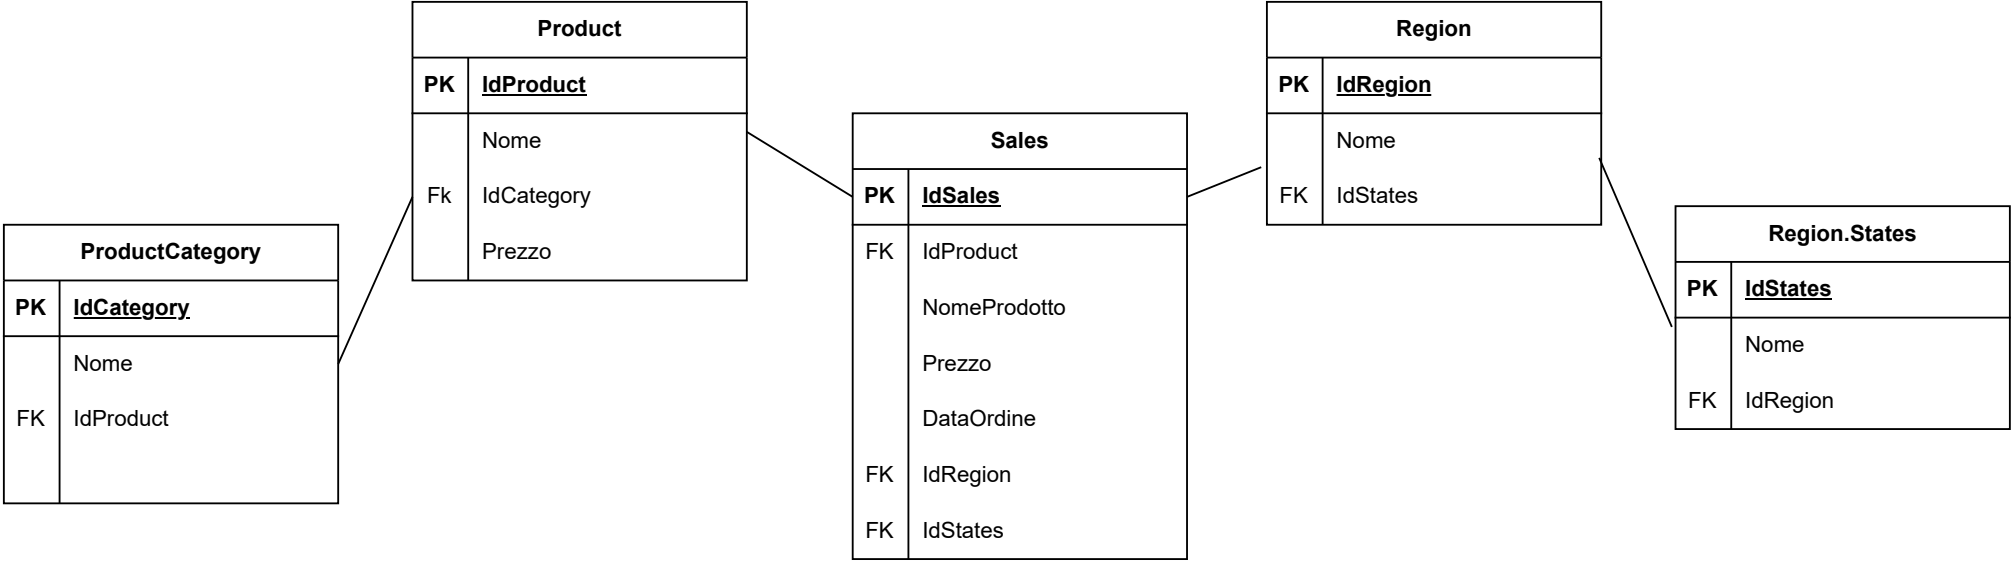 Product
PK IdProduct
Nome
Fk IdCategory
Prezzo
Region
PK IdRegion
Nome
FK IdStates
Sales
PK IdSales
FK IdProduct
NomeProdotto
Prezzo
DataOrdine
FK IdRegion
FK IdStates
ProductCategory
PK IdCategory
Nome
FK IdProduct
Region.States
PK IdStates
Nome
FK IdRegion